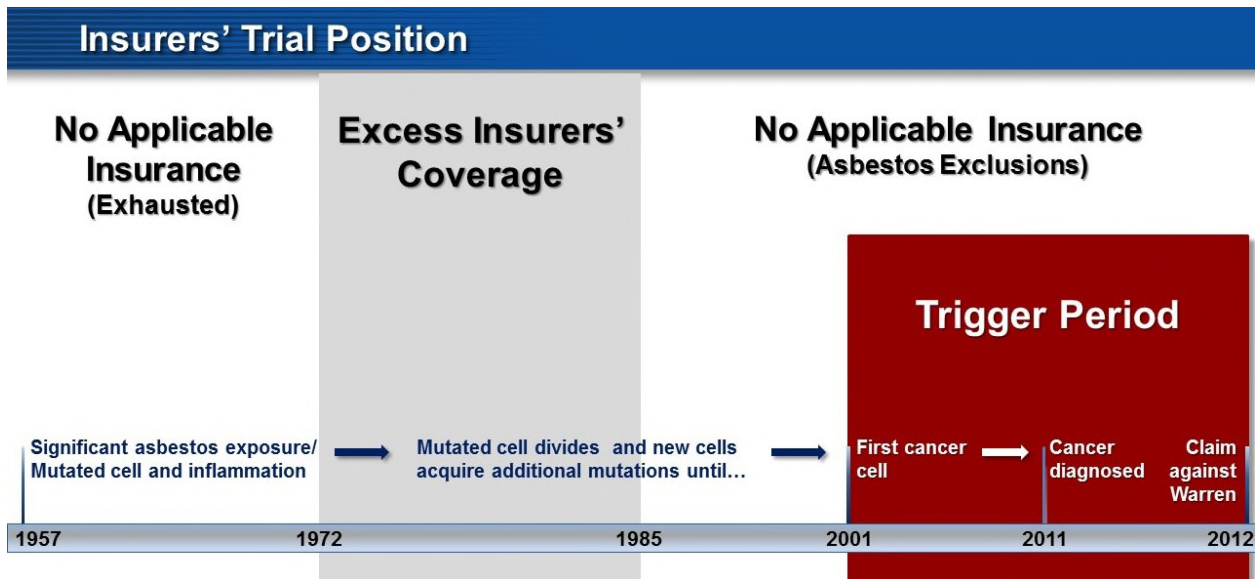 Insurers’ Trial Position
No Applicable
Insurance
(Exhausted)
Excess Insurers’
Coverage
No Applicable Insurance
(Asbestos Exclusions)
Trigger Period
Significant asbestos exposure/
Mutated cell and inflammation
Mutated cell divides and new cells
acquire additional mutations until…
First cancer
cell
Cancer
diagnosed
Claim
against
Warren
1957
1972
1985
2001
2011
2012